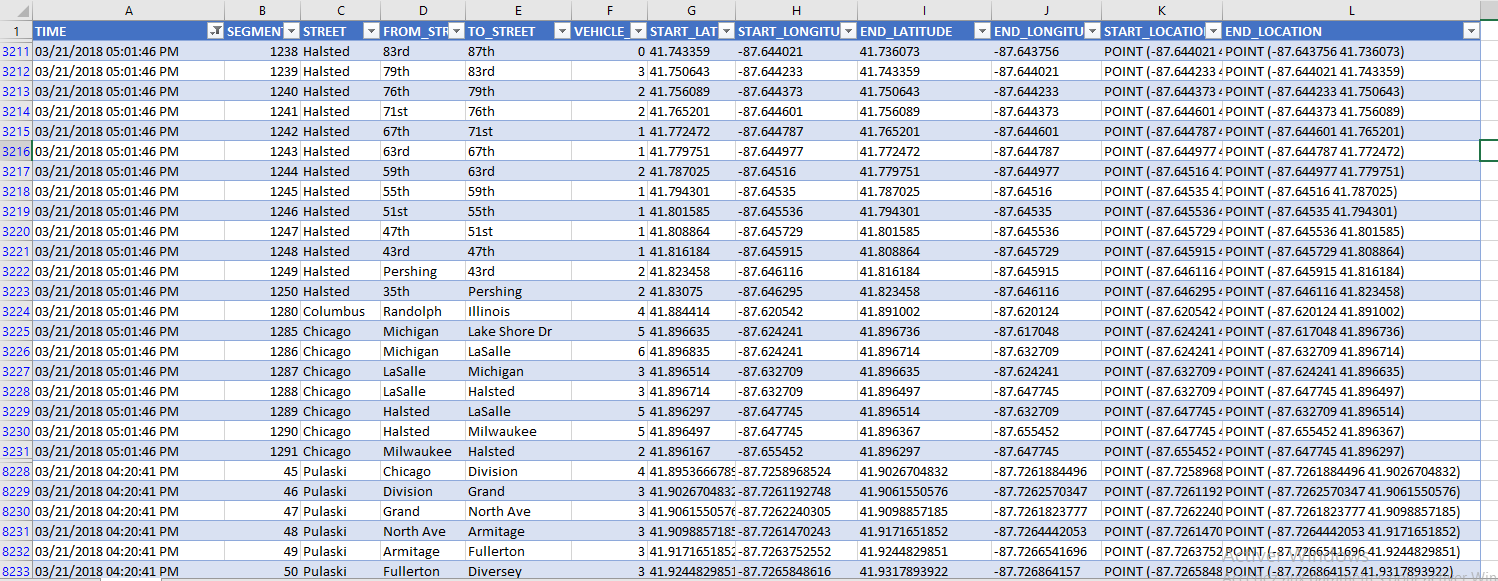 A B C D E F G H I J K L
1 TIME SEGMEN STREET FROM_STR TO_STREET VEHICLE_ START_LAT START_LONGITU END_LATITUDE END_LONGITU START_LOCATIO END_LOCATION
3211 03/21/2018 05:01:46 PM 1238 Halsted 83rd 87th 0 41.743359 -87.644021 41.736073 -87.643756 POINT (-87.644021 4 POINT (-87.643756 41.736073)
3212 03/21/2018 05:01:46 PM 1239 Halsted 79th 83rd 3 41.750643 -87.644233 41.743359 -87.644021 POINT (-87.644233 4 POINT (-87.644021 41.743359)
3213 03/21/2018 05:01:46 PM 1240 Halsted 76th 79th 2 41.756089 -87.644373 41.750643 -87.644233 POINT (-87.644373 4 POINT (-87.644233 41.750643)
3214 03/21/2018 05:01:46 PM 1241 Halsted 71st 76th 2 41.765201 -87.644601 41.756089 -87.644373 POINT (-87.644601 4 POINT (-87.644373 41.756089)
3215 03/21/2018 05:01:46 PM 1242 Halsted 67th 71st 1 41.772472 -87.644787 41.765201 -87.644601 POINT (-87.644787 4 POINT (-87.644601 41.765201)
3216 03/21/2018 05:01:46 PM 1243 Halsted 63rd 67th 1 41.779751 -87.644977 41.772472 -87.644787 POINT (-87.644977 4 POINT (-87.644787 41.772472)
3217 03/21/2018 05:01:46 PM 1244 Halsted 59th 63rd 2 41.787025 -87.64516 41.779751 -87.644977 POINT (-87.64516 41 POINT (-87.644977 41.779751)
3218 03/21/2018 05:01:46 PM 1245 Halsted 55th 59th 1 41.794301 -87.64535 41.787025 -87.64516 POINT (-87.64535 41 POINT (-87.64516 41.787025)
3219 03/21/2018 05:01:46 PM 1246 Halsted 51st 55th 1 41.801585 -87.645536 41.794301 -87.64535 POINT (-87.645536 4 POINT (-87.64535 41.794301)
3220 03/21/2018 05:01:46 PM 1247 Halsted 47th 51st 1 41.808864 -87.645729 41.801585 -87.645536 POINT (-87.645729 4 POINT (-87.645536 41.801585)
3221 03/21/2018 05:01:46 PM 1248 Halsted 43rd 47th 1 41.816184 -87.645915 41.808864 -87.645729 POINT (-87.645915 4 POINT (-87.645729 41.808864)
3222 03/21/2018 05:01:46 PM 1249 Halsted Pershing 43rd 2 41.823458 -87.646116 41.816184 -87.645915 POINT (-87.646116 4 POINT (-87.645915 41.816184)
3223 03/21/2018 05:01:46 PM 1250 Halsted 35th Pershing 2 41.83075 -87.646295 41.823458 -87.646116 POINT (-87.646295 4 POINT (-87.646116 41.823458)
3224 03/21/2018 05:01:46 PM 1280 Columbus Randolph Illinois 4 41.884414 -87.620542 41.891002 -87.620124 POINT (-87.620542 4 POINT (-87.620124 41.891002)
3225 03/21/2018 05:01:46 PM 1285 Chicago Michigan Lake Shore Dr 5 41.896635 -87.624241 41.896736 -87.617048 POINT (-87.624241 4 POINT (-87.617048 41.896736)
3226 03/21/2018 05:01:46 PM 1286 Chicago Michigan LaSalle 6 41.896835 -87.624241 41.896714 -87.632709 POINT (-87.624241 4 POINT (-87.632709 41.896714)
3227 03/21/2018 05:01:46 PM 1287 Chicago LaSalle Michigan 3 41.896514 -87.632709 41.896635 -87.624241 POINT (-87.632709 4 POINT (-87.624241 41.896635)
3228 03/21/2018 05:01:46 PM 1288 Chicago LaSalle Halsted 3 41.896714 -87.632709 41.896497 -87.647745 POINT (-87.632709 4 POINT (-87.647745 41.896497)
3229 03/21/2018 05:01:46 PM 1289 Chicago Halsted LaSalle 5 41.896297 -87.647745 41.896514 -87.632709 POINT (-87.647745 4 POINT (-87.632709 41.896514)
3230 03/21/2018 05:01:46 PM 1290 Chicago Halsted Milwaukee 5 41.896497 -87.647745 41.896367 -87.655452 POINT (-87.647745 4 POINT (-87.655452 41.896367)
3231 03/21/2018 05:01:46 PM 1291 Chicago Milwaukee Halsted 2 41.896167 -87.655452 41.896297 -87.647745 POINT (-87.655452 4 POINT (-87.647745 41.896297)
8228 03/21/2018 04:20:41 PM 45 Pulaski Chicago Division 4 41.8953666789 -87.7258968524 41.9026704832 -87.7261884496 POINT (-87.7258968 POINT (-87.7261884496 41.9026704832)
8229 03/21/2018 04:20:41 PM 46 Pulaski Division Grand 3 41.9026704832 -87.7261192748 41.9061550576 -87.7262570347 POINT (-87.7261192 POINT (-87.7262570347 41.9061550576)
8230 03/21/2018 04:20:41 PM 47 Pulaski Grand North Ave 3 41.9061550576 -87.7262240305 41.9098857185 -87.7261823777 POINT (-87.7262240 POINT (-87.7261823777 41.9098857185)
8231 03/21/2018 04:20:41 PM 48 Pulaski North Ave Armitage 3 41.9098857185 -87.7261470243 41.9171651852 -87.7264442053 POINT (-87.7261470 POINT (-87.7264442053 41.9171651852)
8232 03/21/2018 04:20:41 PM 49 Pulaski Armitage Fullerton 3 41.9171651852 -87.7263752552 41.9244829851 -87.7266541696 POINT (-87.7263752 POINT (-87.7266541696 41.9244829851)
8233 03/21/2018 04:20:41 PM 50 Pulaski Fullerton Diversey 3 41.9244829851 -87.7265848616 41.9317893922 -87.726864157 POINT (-87.7265848 POINT (-87.726864157 41.9317893922)